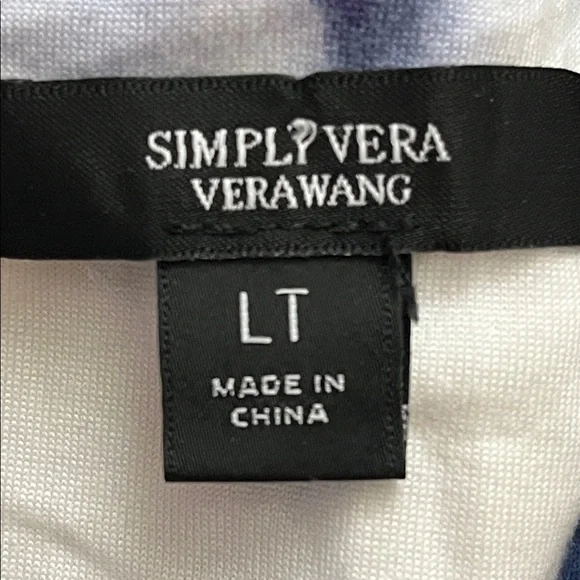 SIMPLY VERA
VERAWANG
LT
MADE IN
CHINA